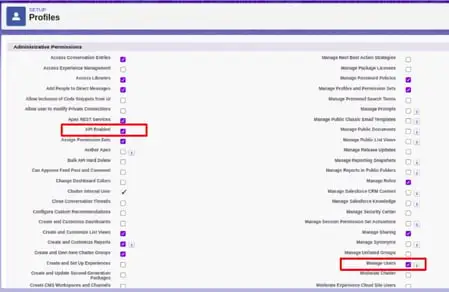 SETUP
Profiles
Administrative Permissions
Access Conversation Entries
Access Experience Management
Access Libraries
Add People to Direct Messages
Allow Inclusion of Code Snippets from UI
Allow user to modify Private Connections
Apex REST Services
API Enabled
Assign Permission Sets
Author Apex
Bulk API Hard Delete
Can Approve Feed Post and Comment
Change Dashboard Colors
Chatter Internal User
Close Conversation Threads
Configure Custom Recommendations
Create and Customize Dashboards
Create and Customize List Views
Create and Customize Reports
Create and Own New Chatter Groups
Create and Set Up Experiences
Create and Update Second-Generation
Packages
Create CMS Workspaces and Channels
Manage Next Best Action Strategies
Manage Package Licenses
Manage Password Policies
Manage Profiles and Permission Sets
Manage Promoted Search Terms
Manage Prompts
Manage Public Classic Email Templates
Manage Public Documents
Manage Public List Views
Manage Release Updates
Manage Reporting Snapshots
Manage Reports in Public Folders
Manage Roles
Manage Salesforce CRM Content
Manage Salesforce Knowledge
Manage Security Center
Manage Session Permission Set Activations
Manage Sharing
Manage Synonyms
Manage Unlisted Groups
Manage Users
Moderate Chatter
Moderate Experience Cloud Site Users